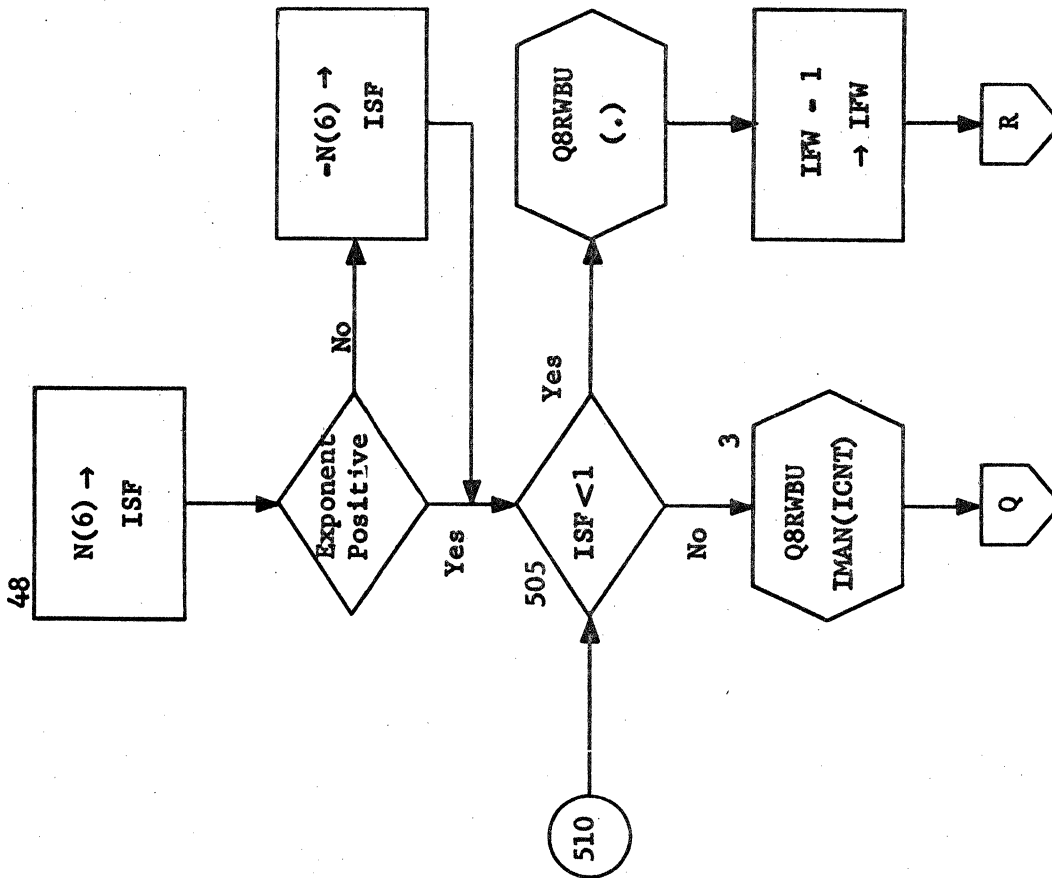 48
N(6) →
ISF
Exponent
Positive
No
-N(6) →
ISF
Yes
510
505
ISF < 1
Yes
Q8RWBU
(.)
IFW - 1
→ IFW
R
No
3
Q8RWBU
IMAN(ICNT)
Q